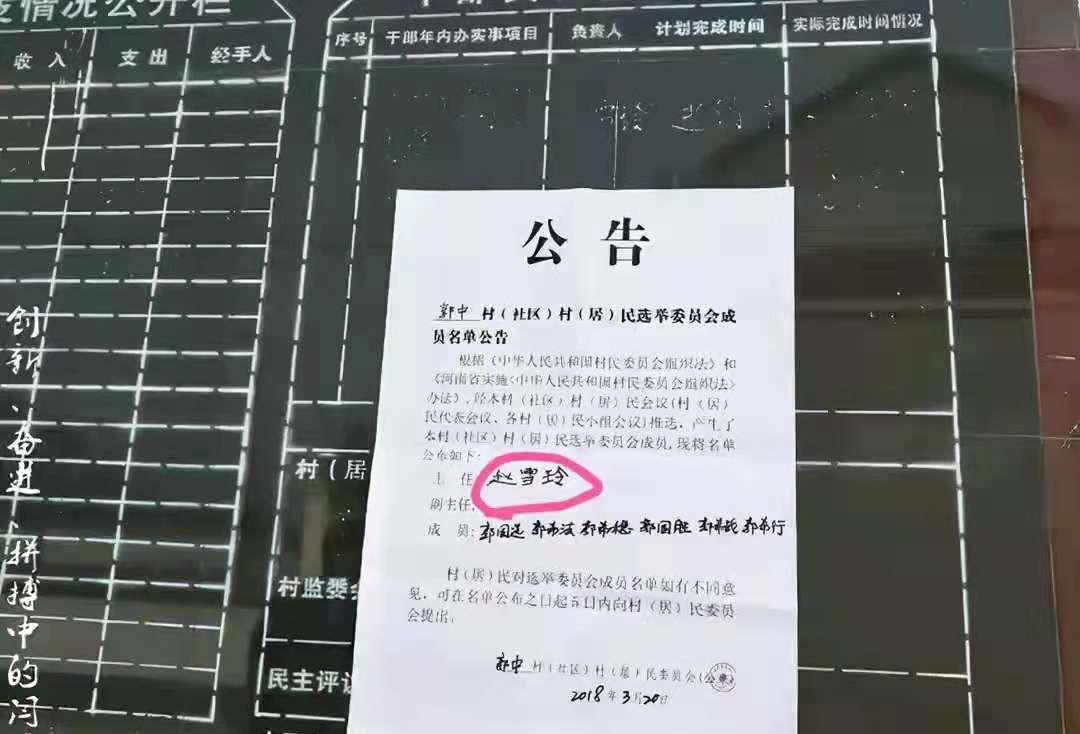 情况公开栏
收入 支出 经手人
序号 干部年内办实事项目 负责人 计划完成时间 实际完成时间情况
公告
郭中村(社区)村(居)民选举委员会成
员名单公告
根据《中华人民共和国村民委员会组织法》和
《河南省实施<中华人民共和国村民委员会组织法>
办法》,经本村(社区)村(居)民会议(村(居)
民代表会议、各村(居)民小组会议)推选,产生了
本村(社区)村(居)民选举委员会成员,现将名单
公布如下:
主 任: 赵雪玲
副主任:
成 员: 郭国 郭国胜
村(居)民对选举委员会成员名单如有不同意
见,可在名单公布之日起5日内向村(居)民委员
会提出。
郭中村(社区)村(居)民委员会(公章)
2018年3月20日
创新、奋进、拼搏中的闫
村(居
村监委会
民主评议